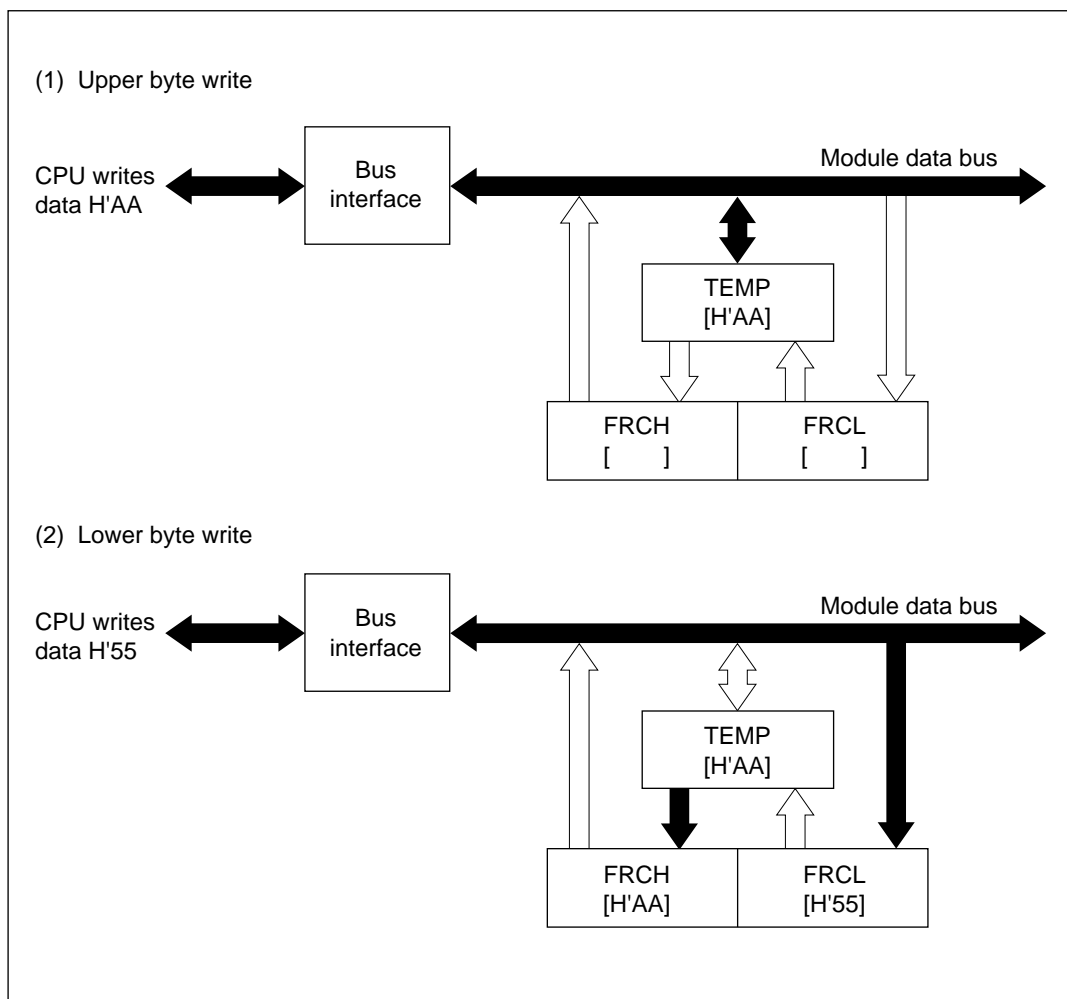 (1) Upper byte write
CPU writes
data H'AA
Bus
interface
Module data bus
TEMP
[H'AA]
FRCH
[ ]
FRCL
[ ]
(2) Lower byte write
CPU writes
data H'55
Bus
interface
Module data bus
TEMP
[H'AA]
FRCH
[H'AA]
FRCL
[H'55]